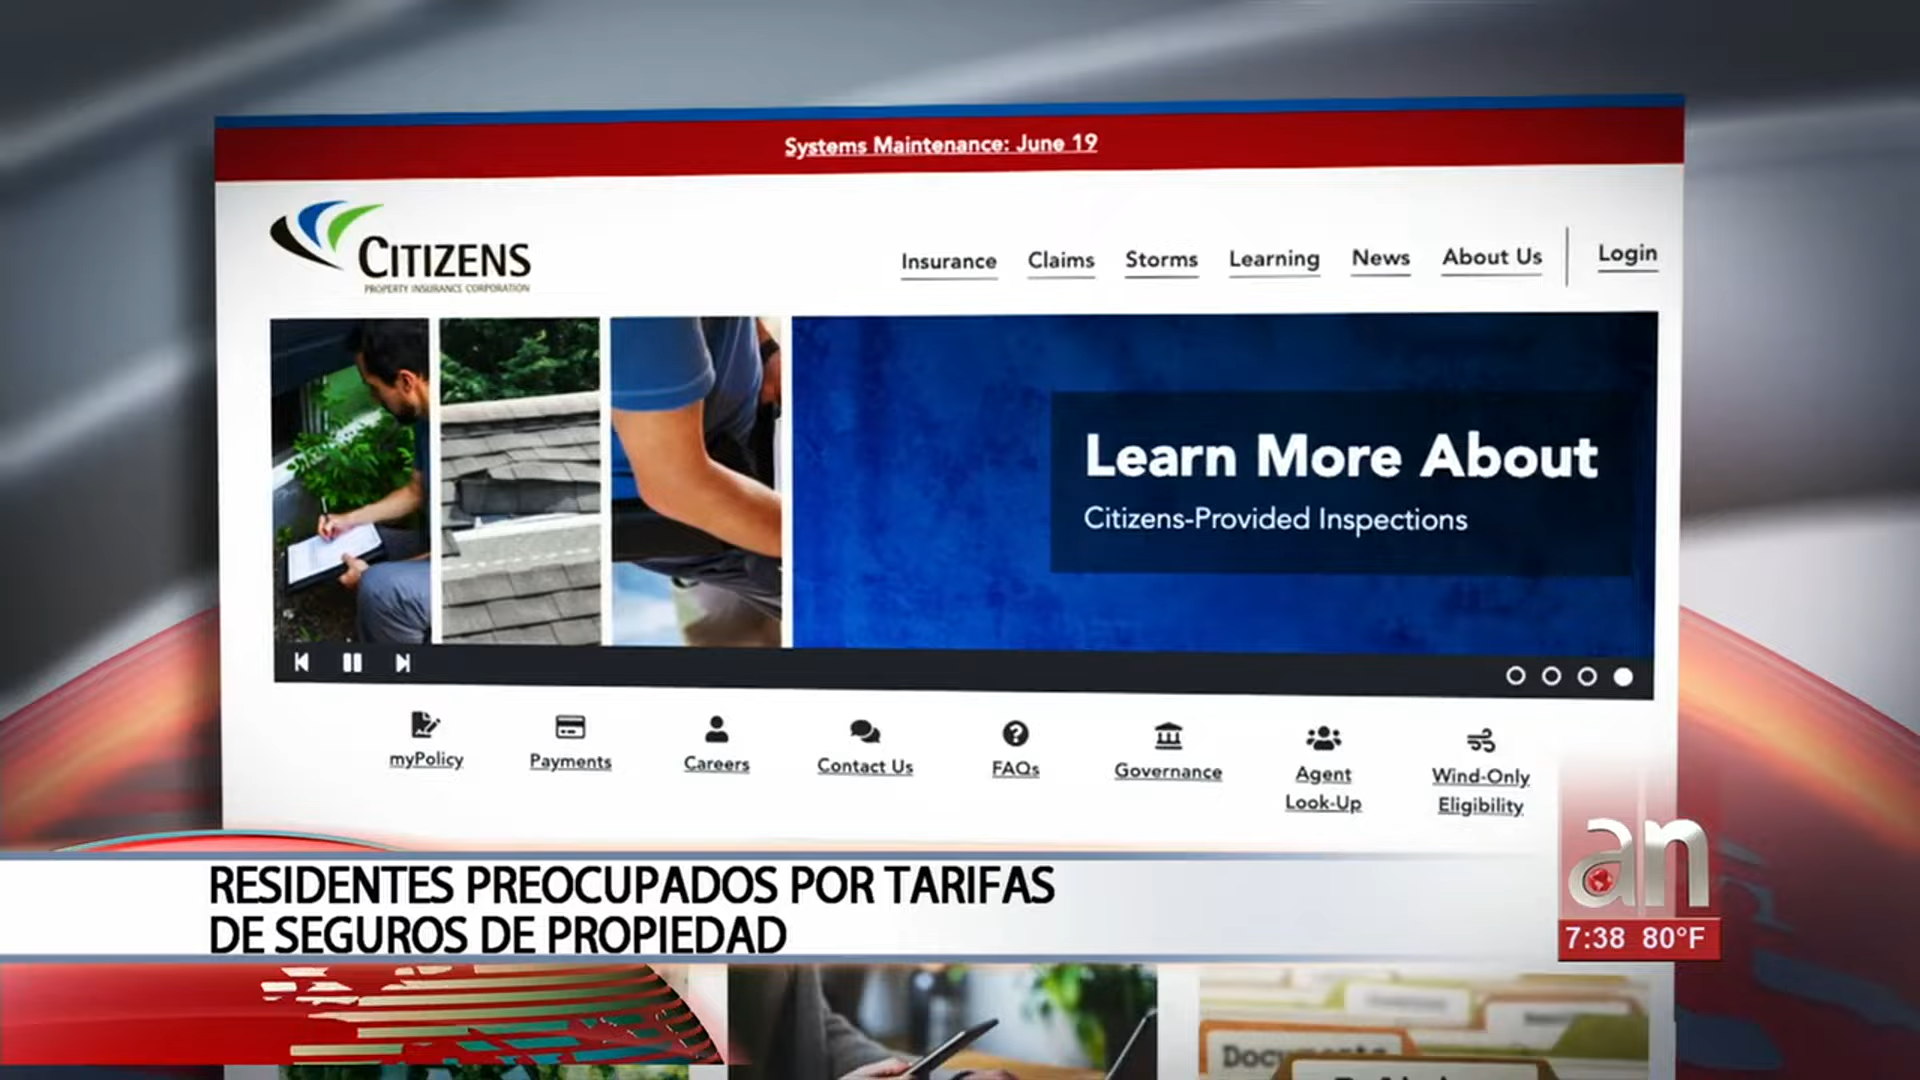 Systems Maintenance: June 19
CITIZENS
PROPERTY INSURANCE CORPORATION
Insurance Claims Storms Learning News About Us Login
Learn More About
Citizens-Provided Inspections
myPolicy Payments Careers Contact Us FAQs Governance Agent Look-Up Wind-Only Eligibility
RESIDENTES PREOCUPADOS POR TARIFAS
DE SEGUROS DE PROPIEDAD
an
7:38 80°F
Documents